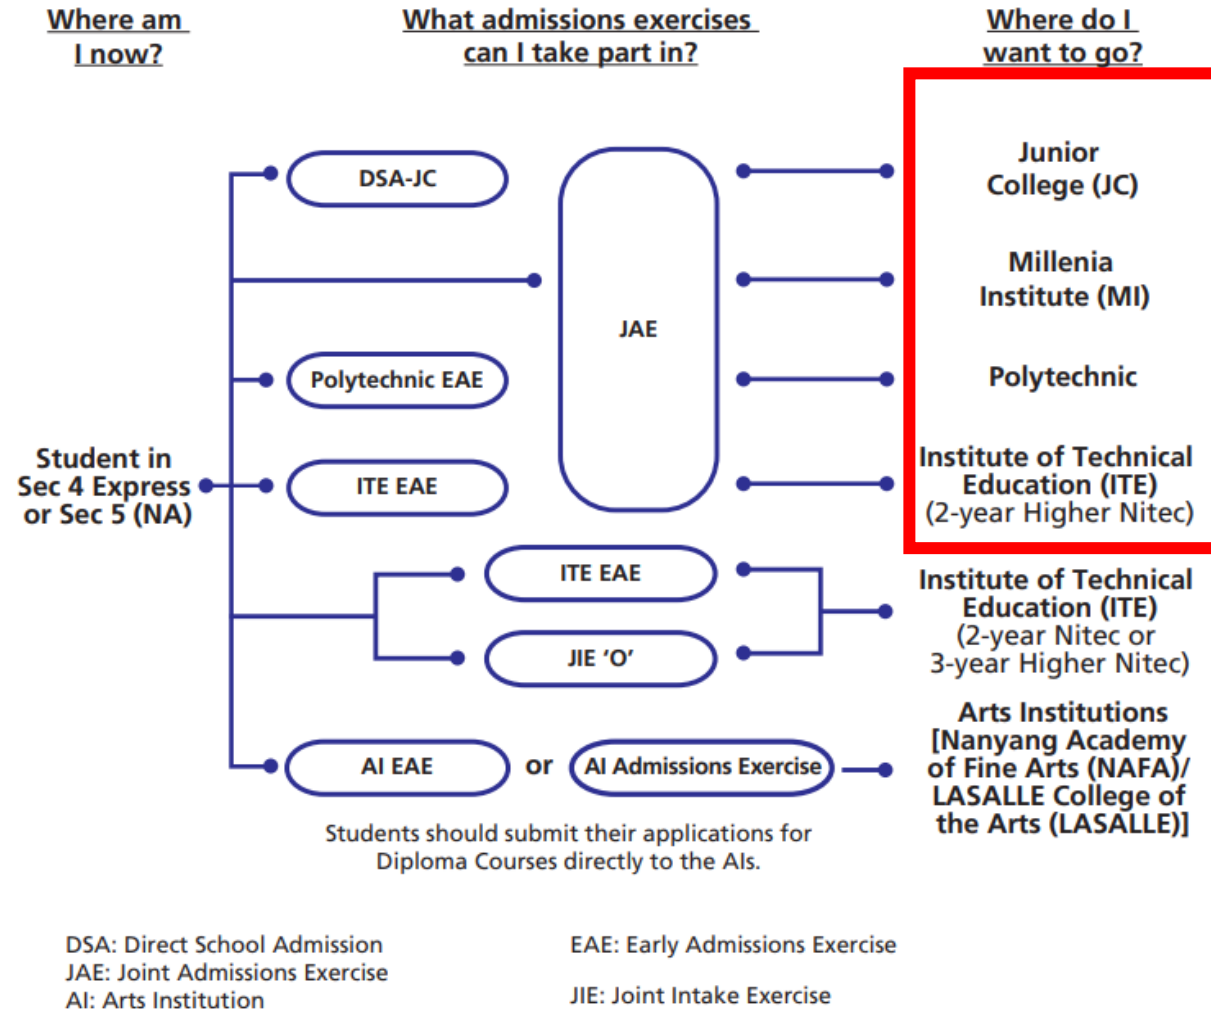 Where am
I now?
What admissions exercises
can I take part in?
Where do I
want to go?
DSA-JC
JAE
Junior
College (JC)
Millenia
Institute (MI)
Polytechnic EAE
Polytechnic
Student in
Sec 4 Express
or Sec 5 (NA)
ITE EAE
Institute of Technical
Education (ITE)
(2-year Higher Nitec)
ITE EAE
JIE ‘O’
Institute of Technical
Education (ITE)
(2-year Nitec or
3-year Higher Nitec)
AI EAE
or
AI Admissions Exercise
Arts Institutions
[Nanyang Academy
of Fine Arts (NAFA)/
LASALLE College of
the Arts (LASALLE)]
Students should submit their applications for
Diploma Courses directly to the AIs.
DSA: Direct School Admission
JAE: Joint Admissions Exercise
AI: Arts Institution
EAE: Early Admissions Exercise
JIE: Joint Intake Exercise